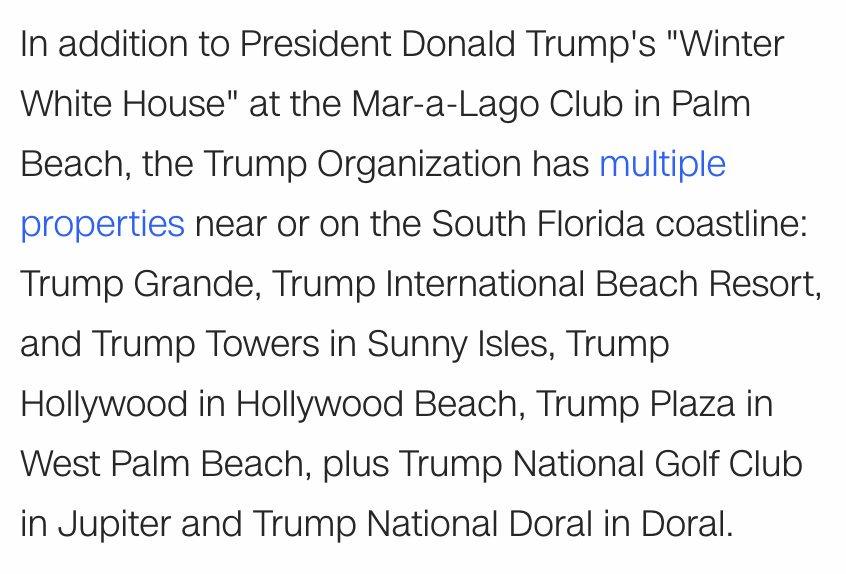 In addition to President Donald Trump's "Winter
White House" at the Mar-a-Lago Club in Palm
Beach, the Trump Organization has multiple
properties near or on the South Florida coastline:
Trump Grande, Trump International Beach Resort,
and Trump Towers in Sunny Isles, Trump
Hollywood in Hollywood Beach, Trump Plaza in
West Palm Beach, plus Trump National Golf Club
in Jupiter and Trump National Doral in Doral.